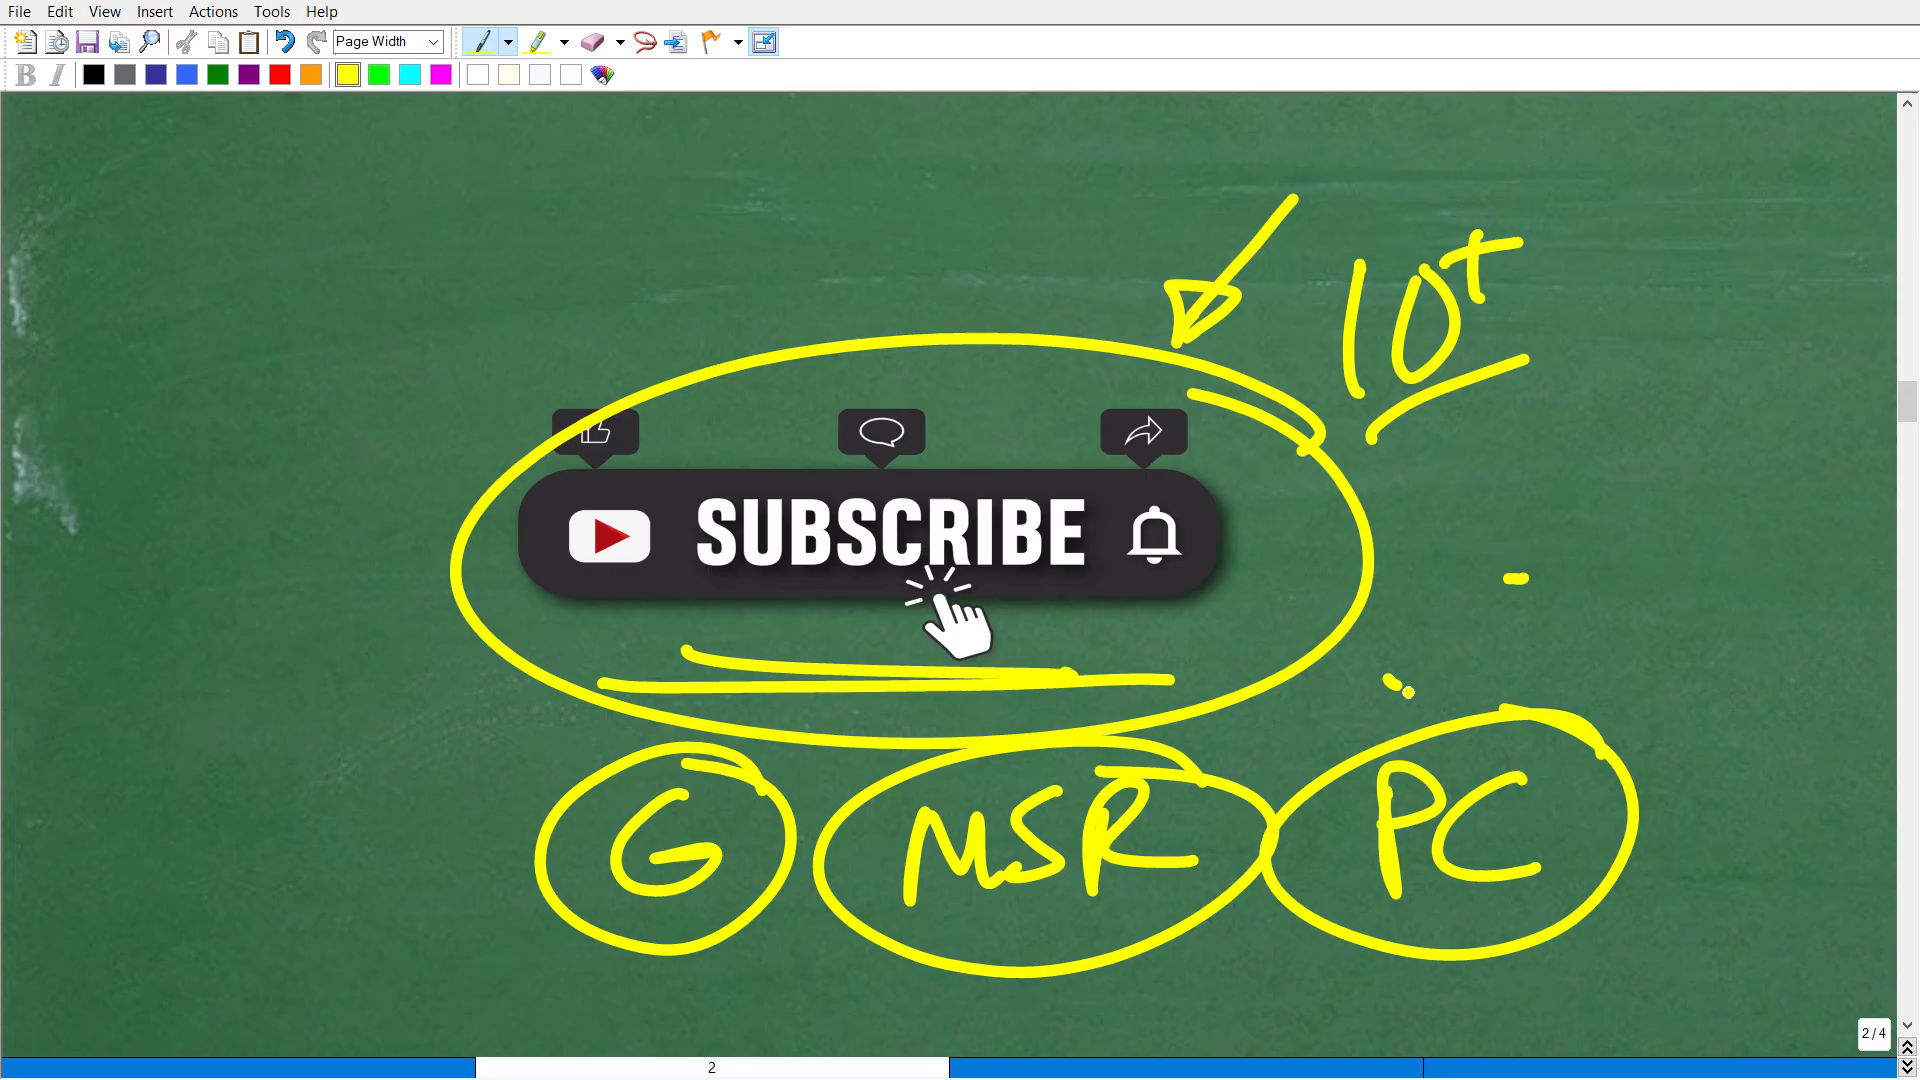 File Edit View Insert Actions Tools Help
Page Width
B I
10+
SUBSCRIBE
G MSR PC
2 / 4
2